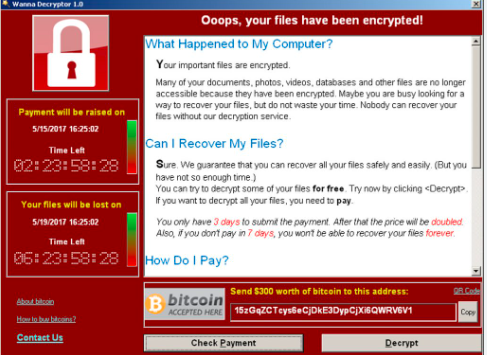 Wanna Decryptor 1.0
Ooops, your files have been encrypted!
What Happened to My Computer?
Your important files are encrypted.
Many of your documents, photos, videos, databases and other files are no longer
accessible because they have been encrypted. Maybe you are busy looking for a
way to recover your files, but do not waste your time. Nobody can recover your
files without our decryption service.
Can I Recover My Files?
Sure. We guarantee that you can recover all your files safely and easily. (But you
have not so enough time.)
You can try to decrypt some of your files for free. Try now by clicking <Decrypt>.
If you want to decrypt all your files, you need to pay.
You only have 3 days to submit the payment. After that the price will be doubled.
Also, if you don't pay in 7 days, you won't be able to recover your files forever.
How Do I Pay?
Payment will be raised on
5/15/2017 16:25:02
Time Left
02:23:58:28
Your files will be lost on
5/19/2017 16:25:02
Time Left
06:23:58:28
About bitcoin
How to buy bitcoins?
Contact Us
bitcoin
ACCEPTED HERE
Send $300 worth of bitcoin to this address:
QR Code
15zGqZCTcys6eCjDkE3DypCjXi6QWRV6V1
Copy
Check Payment
Decrypt